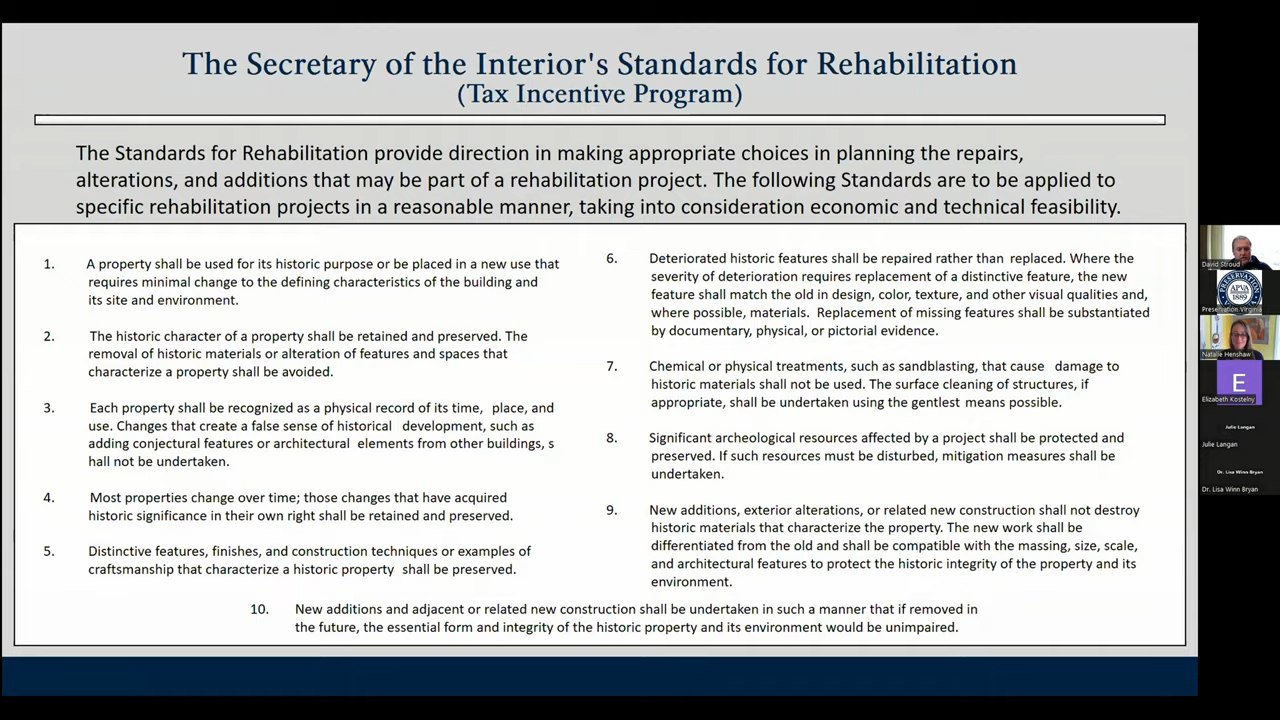 The Secretary of the Interior's Standards for Rehabilitation
(Tax Incentive Program)
The Standards for Rehabilitation provide direction in making appropriate choices in planning the repairs,
alterations, and additions that may be part of a rehabilitation project. The following Standards are to be applied to
specific rehabilitation projects in a reasonable manner, taking into consideration economic and technical feasibility.
1. A property shall be used for its historic purpose or be placed in a new use that
requires minimal change to the defining characteristics of the building and
its site and environment.
2. The historic character of a property shall be retained and preserved. The
removal of historic materials or alteration of features and spaces that
characterize a property shall be avoided.
3. Each property shall be recognized as a physical record of its time, place, and
use. Changes that create a false sense of historical development, such as
adding conjectural features or architectural elements from other buildings, s
hall not be undertaken.
4. Most properties change over time; those changes that have acquired
historic significance in their own right shall be retained and preserved.
5. Distinctive features, finishes, and construction techniques or examples of
craftsmanship that characterize a historic property shall be preserved.
6. Deteriorated historic features shall be repaired rather than replaced. Where the
severity of deterioration requires replacement of a distinctive feature, the new
feature shall match the old in design, color, texture, and other visual qualities and,
where possible, materials. Replacement of missing features shall be substantiated
by documentary, physical, or pictorial evidence.
7. Chemical or physical treatments, such as sandblasting, that cause damage to
historic materials shall not be used. The surface cleaning of structures, if
appropriate, shall be undertaken using the gentlest means possible.
8. Significant archeological resources affected by a project shall be protected and
preserved. If such resources must be disturbed, mitigation measures shall be
undertaken.
9. New additions, exterior alterations, or related new construction shall not destroy
historic materials that characterize the property. The new work shall be
differentiated from the old and shall be compatible with the massing, size, scale,
and architectural features to protect the historic integrity of the property and its
environment.
10. New additions and adjacent or related new construction shall be undertaken in such a manner that if removed in
the future, the essential form and integrity of the historic property and its environment would be unimpaired.
David Stroud
PRESERVATION
APVA
1889
VIRGINIA
Preservation Virginia
Natalie Henshaw
E
Elizabeth Kostelny
Julie Langan
Julie Langan
Dr. Lisa Winn Bryan
Dr. Lisa Winn Bryan